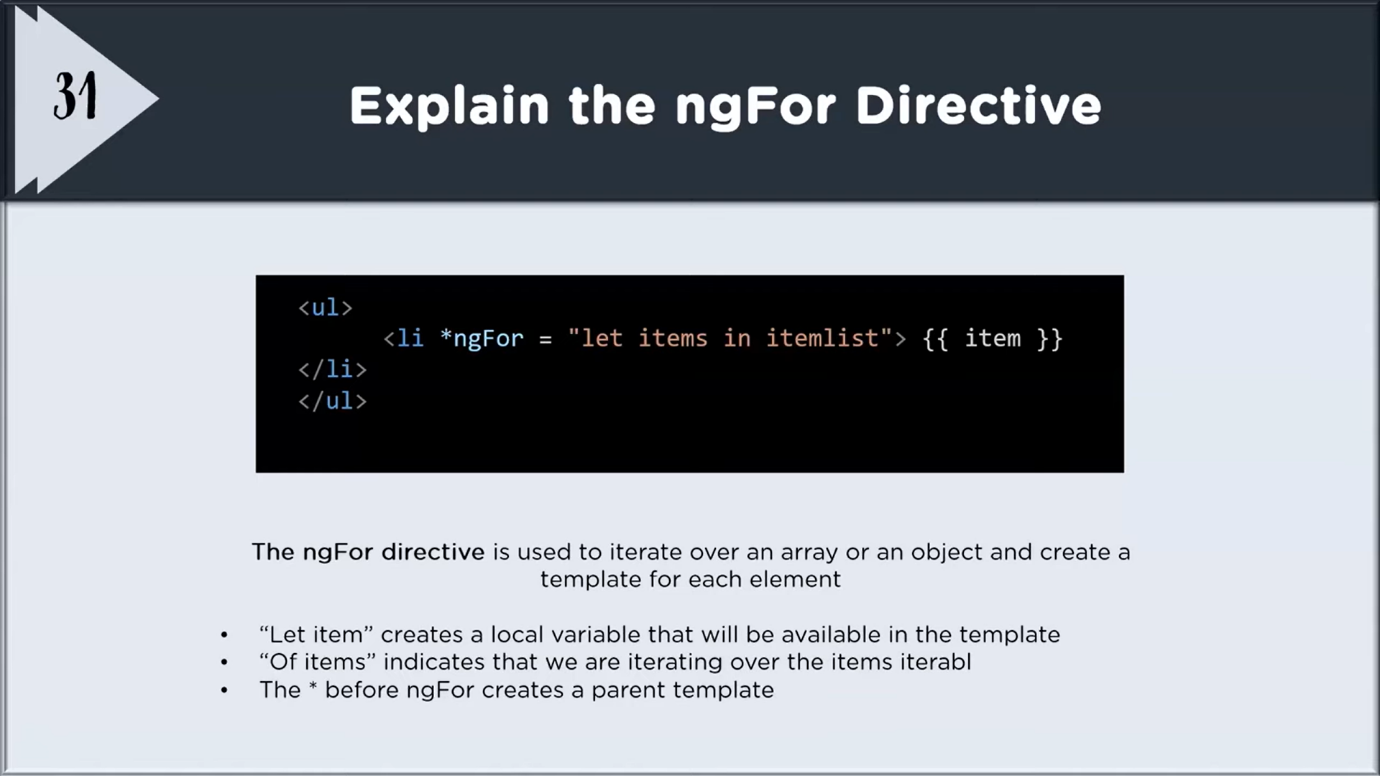 31
Explain the ngFor Directive
<ul>
<li *ngFor = "let items in itemlist"> {{ item }}
</li>
</ul>
The ngFor directive is used to iterate over an array or an object and create a
template for each element
• “Let item” creates a local variable that will be available in the template
• “Of items” indicates that we are iterating over the items iterabl
• The * before ngFor creates a parent template